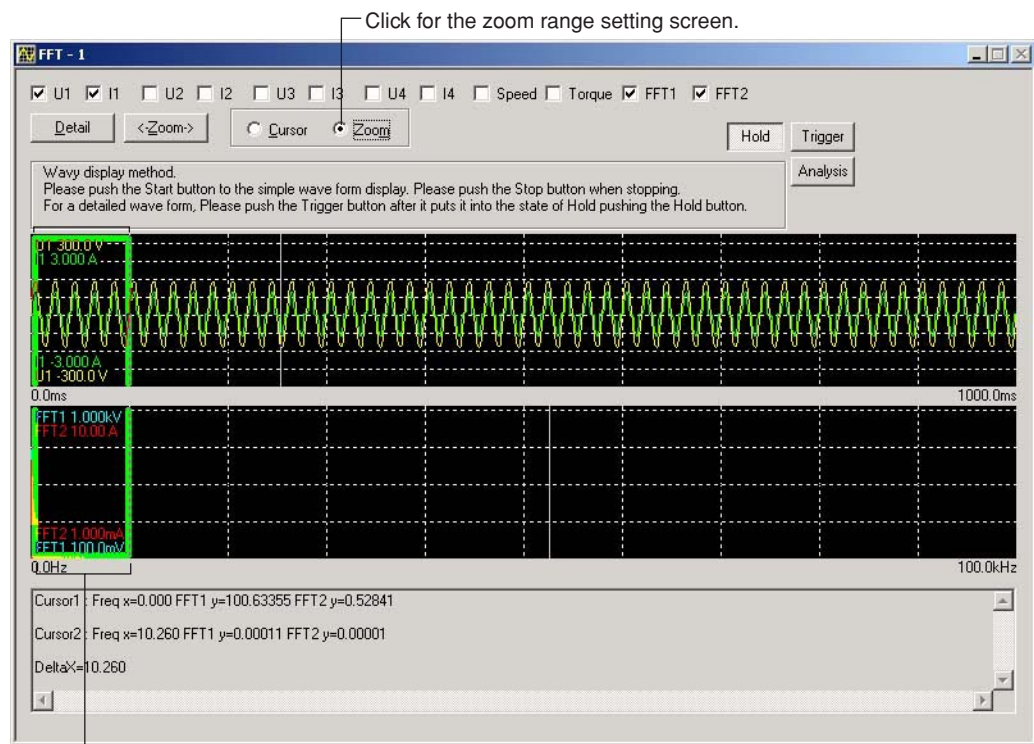 Click for the zoom range setting screen.
FFT - 1
U1 I1 U2 I2 U3 I3 U4 I4 Speed Torque FFT1 FFT2
Detail <-Zoom-> Cursor Zoom Hold Trigger
Analysis
Wavy display method.
Please push the Start button to the simple wave form display. Please push the Stop button when stopping.
For a detailed wave form, Please push the Trigger button after it puts it into the state of Hold pushing the Hold button.
U1 300.0 V
I1 3.000 A
I1 -3.000 A
U1 -300.0 V
0.0ms 1000.0ms
FFT1 1.000kV
FFT2 10.00 A
FFT2 1.000mA
FFT1 100.0mV
0.0Hz 100.0kHz
Cursor1 : Freq x=0.000 FFT1 y=100.63355 FFT2 y=0.52841
Cursor2 : Freq x=10.260 FFT1 y=0.00011 FFT2 y=0.00001
DeltaX=10.260